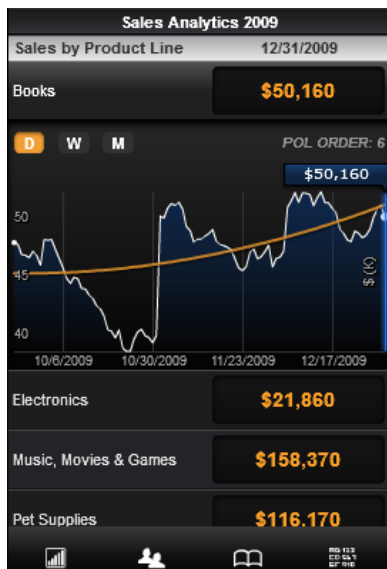 Sales Analytics 2009
Sales by Product Line 12/31/2009
Books $50,160
D W M POL ORDER: 6
$50,160
50
45
40
$ (K)
10/6/2009 10/30/2009 11/23/2009 12/17/2009
Electronics $21,860
Music, Movies & Games $158,370
Pet Supplies $116,170